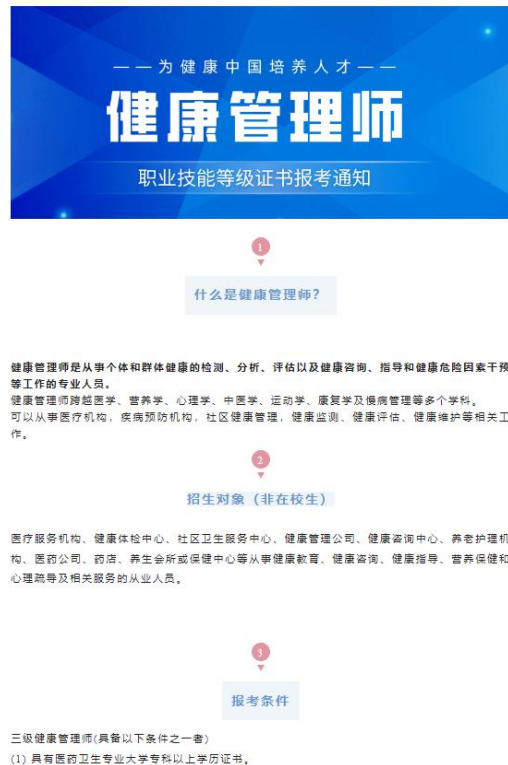 ——为健康中国培养人才——
健康管理师
职业技能等级证书报考通知
1
什么是健康管理师？
健康管理师是从事个体和群体健康的检测、分析、评估以及健康咨询、指导和健康危险因素干预
等工作的专业人员。
健康管理师跨越医学、营养学、心理学、中医学、运动学、康复学及慢病管理等多个学科。
可以从事医疗机构，疾病预防机构，社区健康管理，健康监测、健康评估、健康维护等相关工
作。
2
招生对象（非在校生）
医疗服务机构、健康体检中心、社区卫生服务中心、健康管理公司、健康咨询中心、养老护理机
构、医药公司、药店、养生会所或保健中心等从事健康教育、健康咨询、健康指导、营养保健和
心理疏导及相关服务的从业人员。
3
报考条件
三级健康管理师(具备以下条件之一者)
(1) 具有医药卫生专业大学专科以上学历证书。